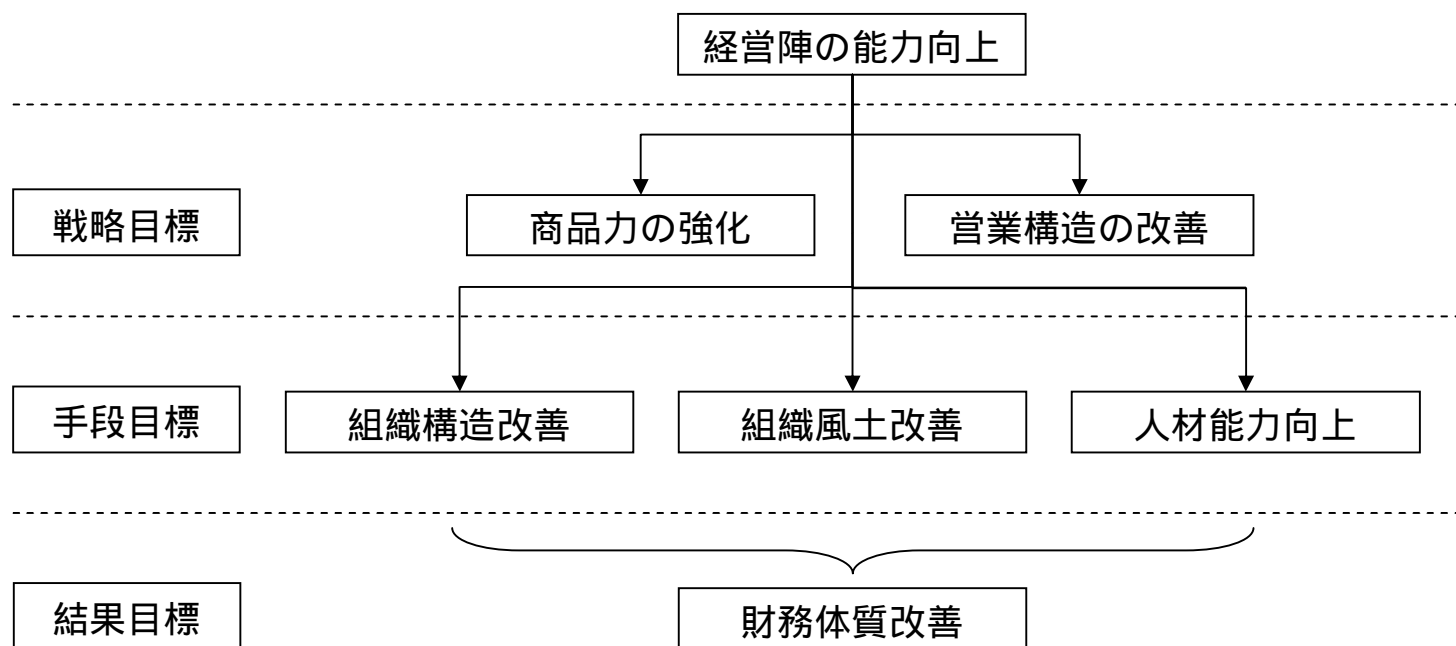 経営陣の能力向上
戦略目標
商品力の強化
営業構造の改善
手段目標
組織構造改善
組織風土改善
人材能力向上
結果目標
財務体質改善